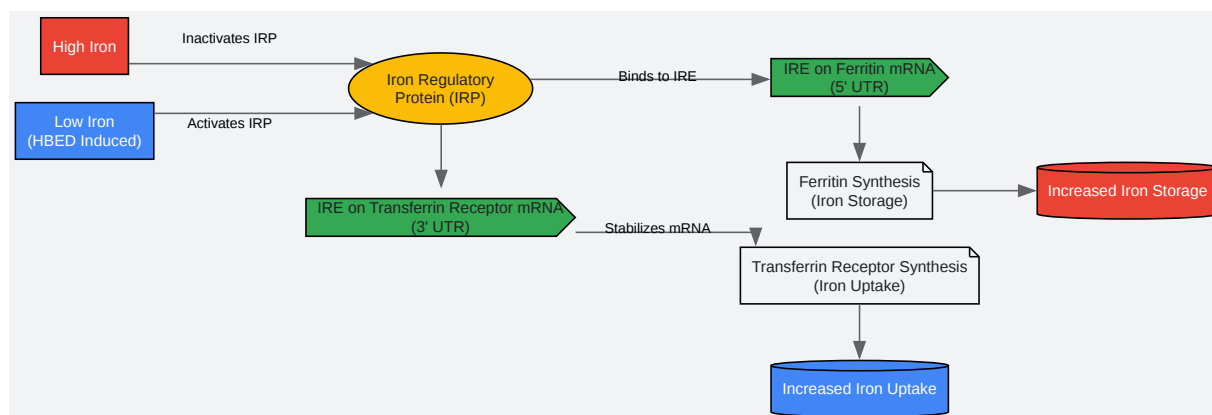 High Iron
Inactivates IRP
Iron Regulatory
Protein (IRP)
Binds to IRE
IRE on Ferritin mRNA
(5' UTR)
Low Iron
(HBED Induced)
Activates IRP
Ferritin Synthesis
(Iron Storage)
Increased Iron Storage
IRE on Transferrin Receptor mRNA
(3' UTR)
Stabilizes mRNA
Transferrin Receptor Synthesis
(Iron Uptake)
Increased Iron Uptake